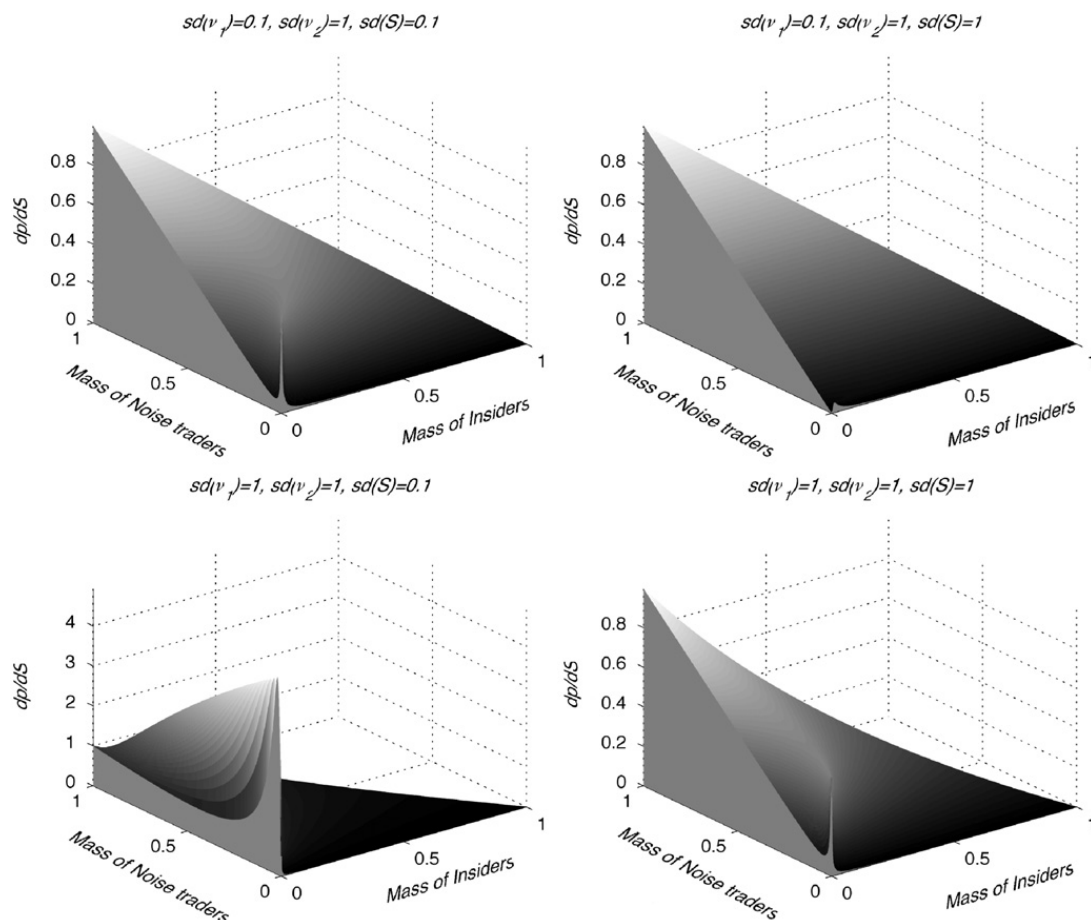 sd(ν₁)=0.1, sd(ν₂)=1, sd(S)=0.1
dp/dS
0.8
0.6
0.4
0.2
0
1
0.5
0
Mass of Noise traders
0
0.5
1
Mass of Insiders
sd(ν₁)=0.1, sd(ν₂)=1, sd(S)=1
dp/dS
0.8
0.6
0.4
0.2
0
1
0.5
0
Mass of Noise traders
0
0.5
1
Mass of Insiders
sd(ν₁)=1, sd(ν₂)=1, sd(S)=0.1
dp/dS
4
3
2
1
0
1
0.5
0
Mass of Noise traders
0
0.5
1
Mass of Insiders
sd(ν₁)=1, sd(ν₂)=1, sd(S)=1
dp/dS
0.8
0.6
0.4
0.2
0
1
0.5
0
Mass of Noise traders
0
0.5
1
Mass of Insiders